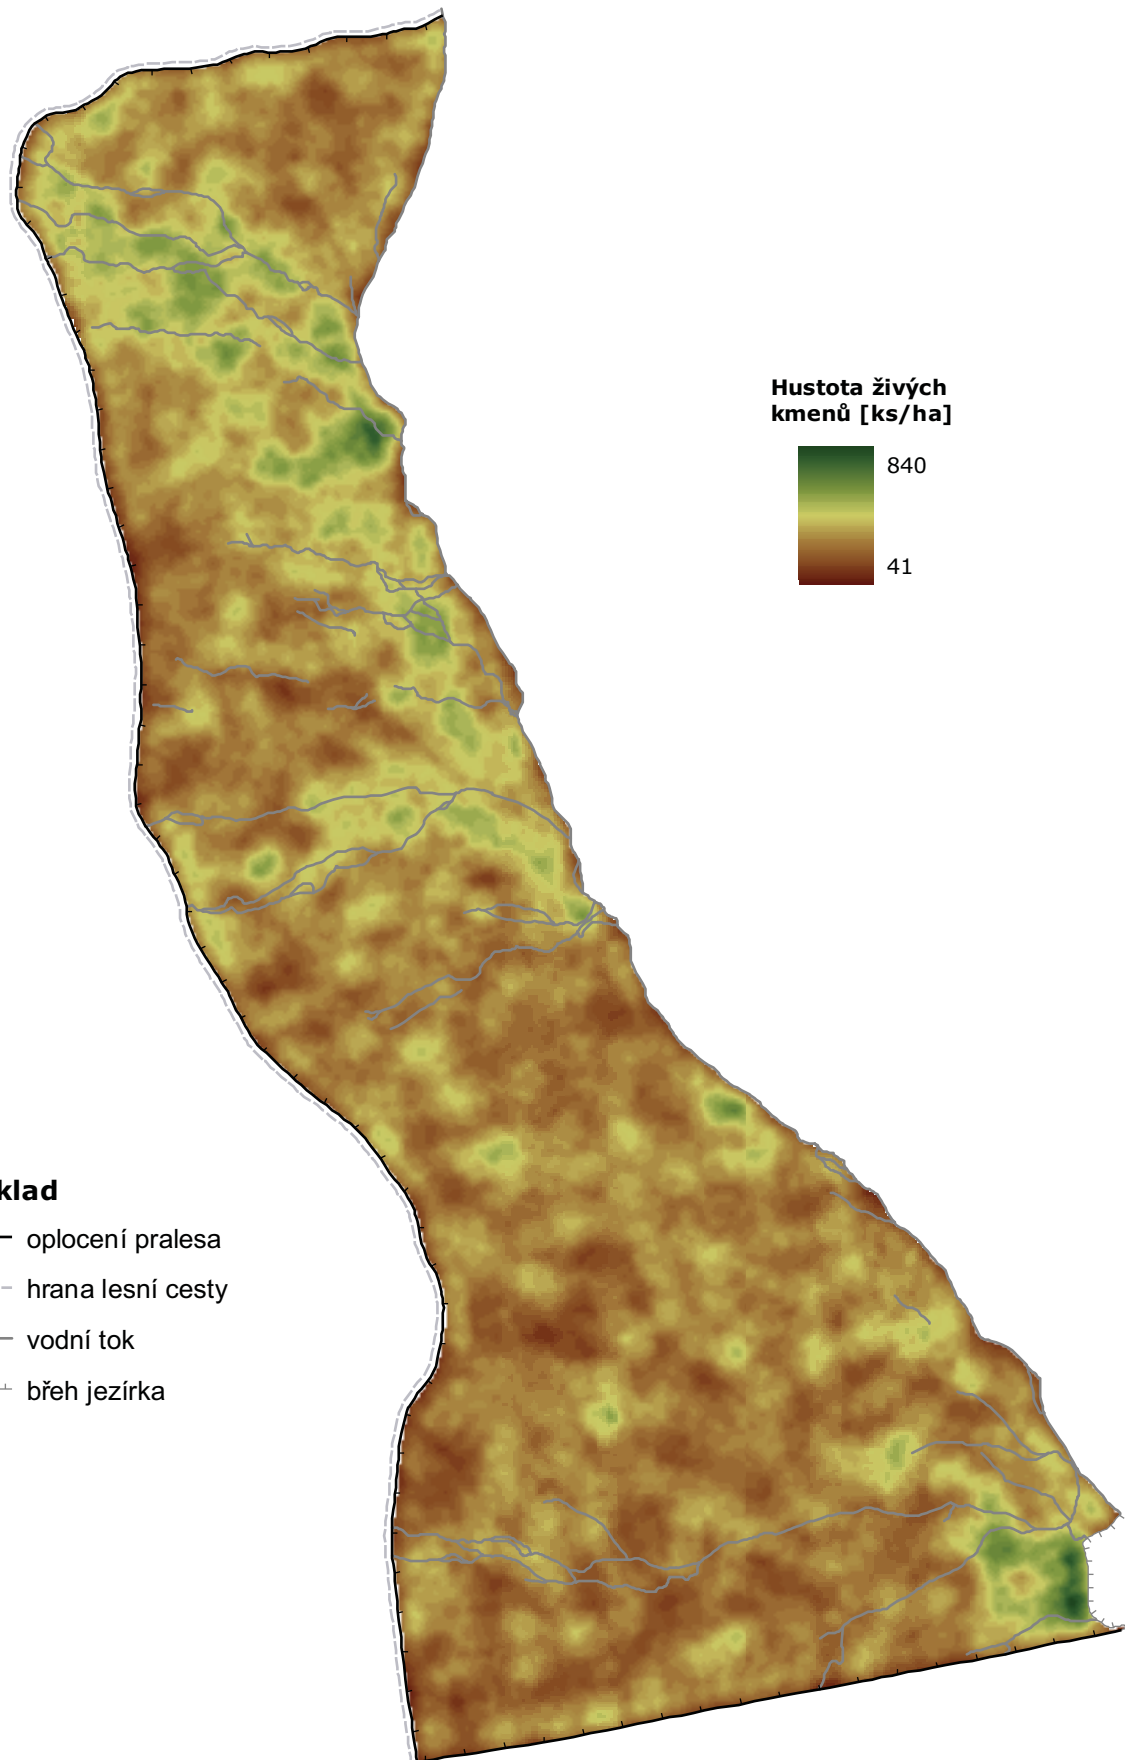 Hustota živých
kmenů [ks/ha]
840
41
klad
oplocení pralesa
hrana lesní cesty
vodní tok
břeh jezírka